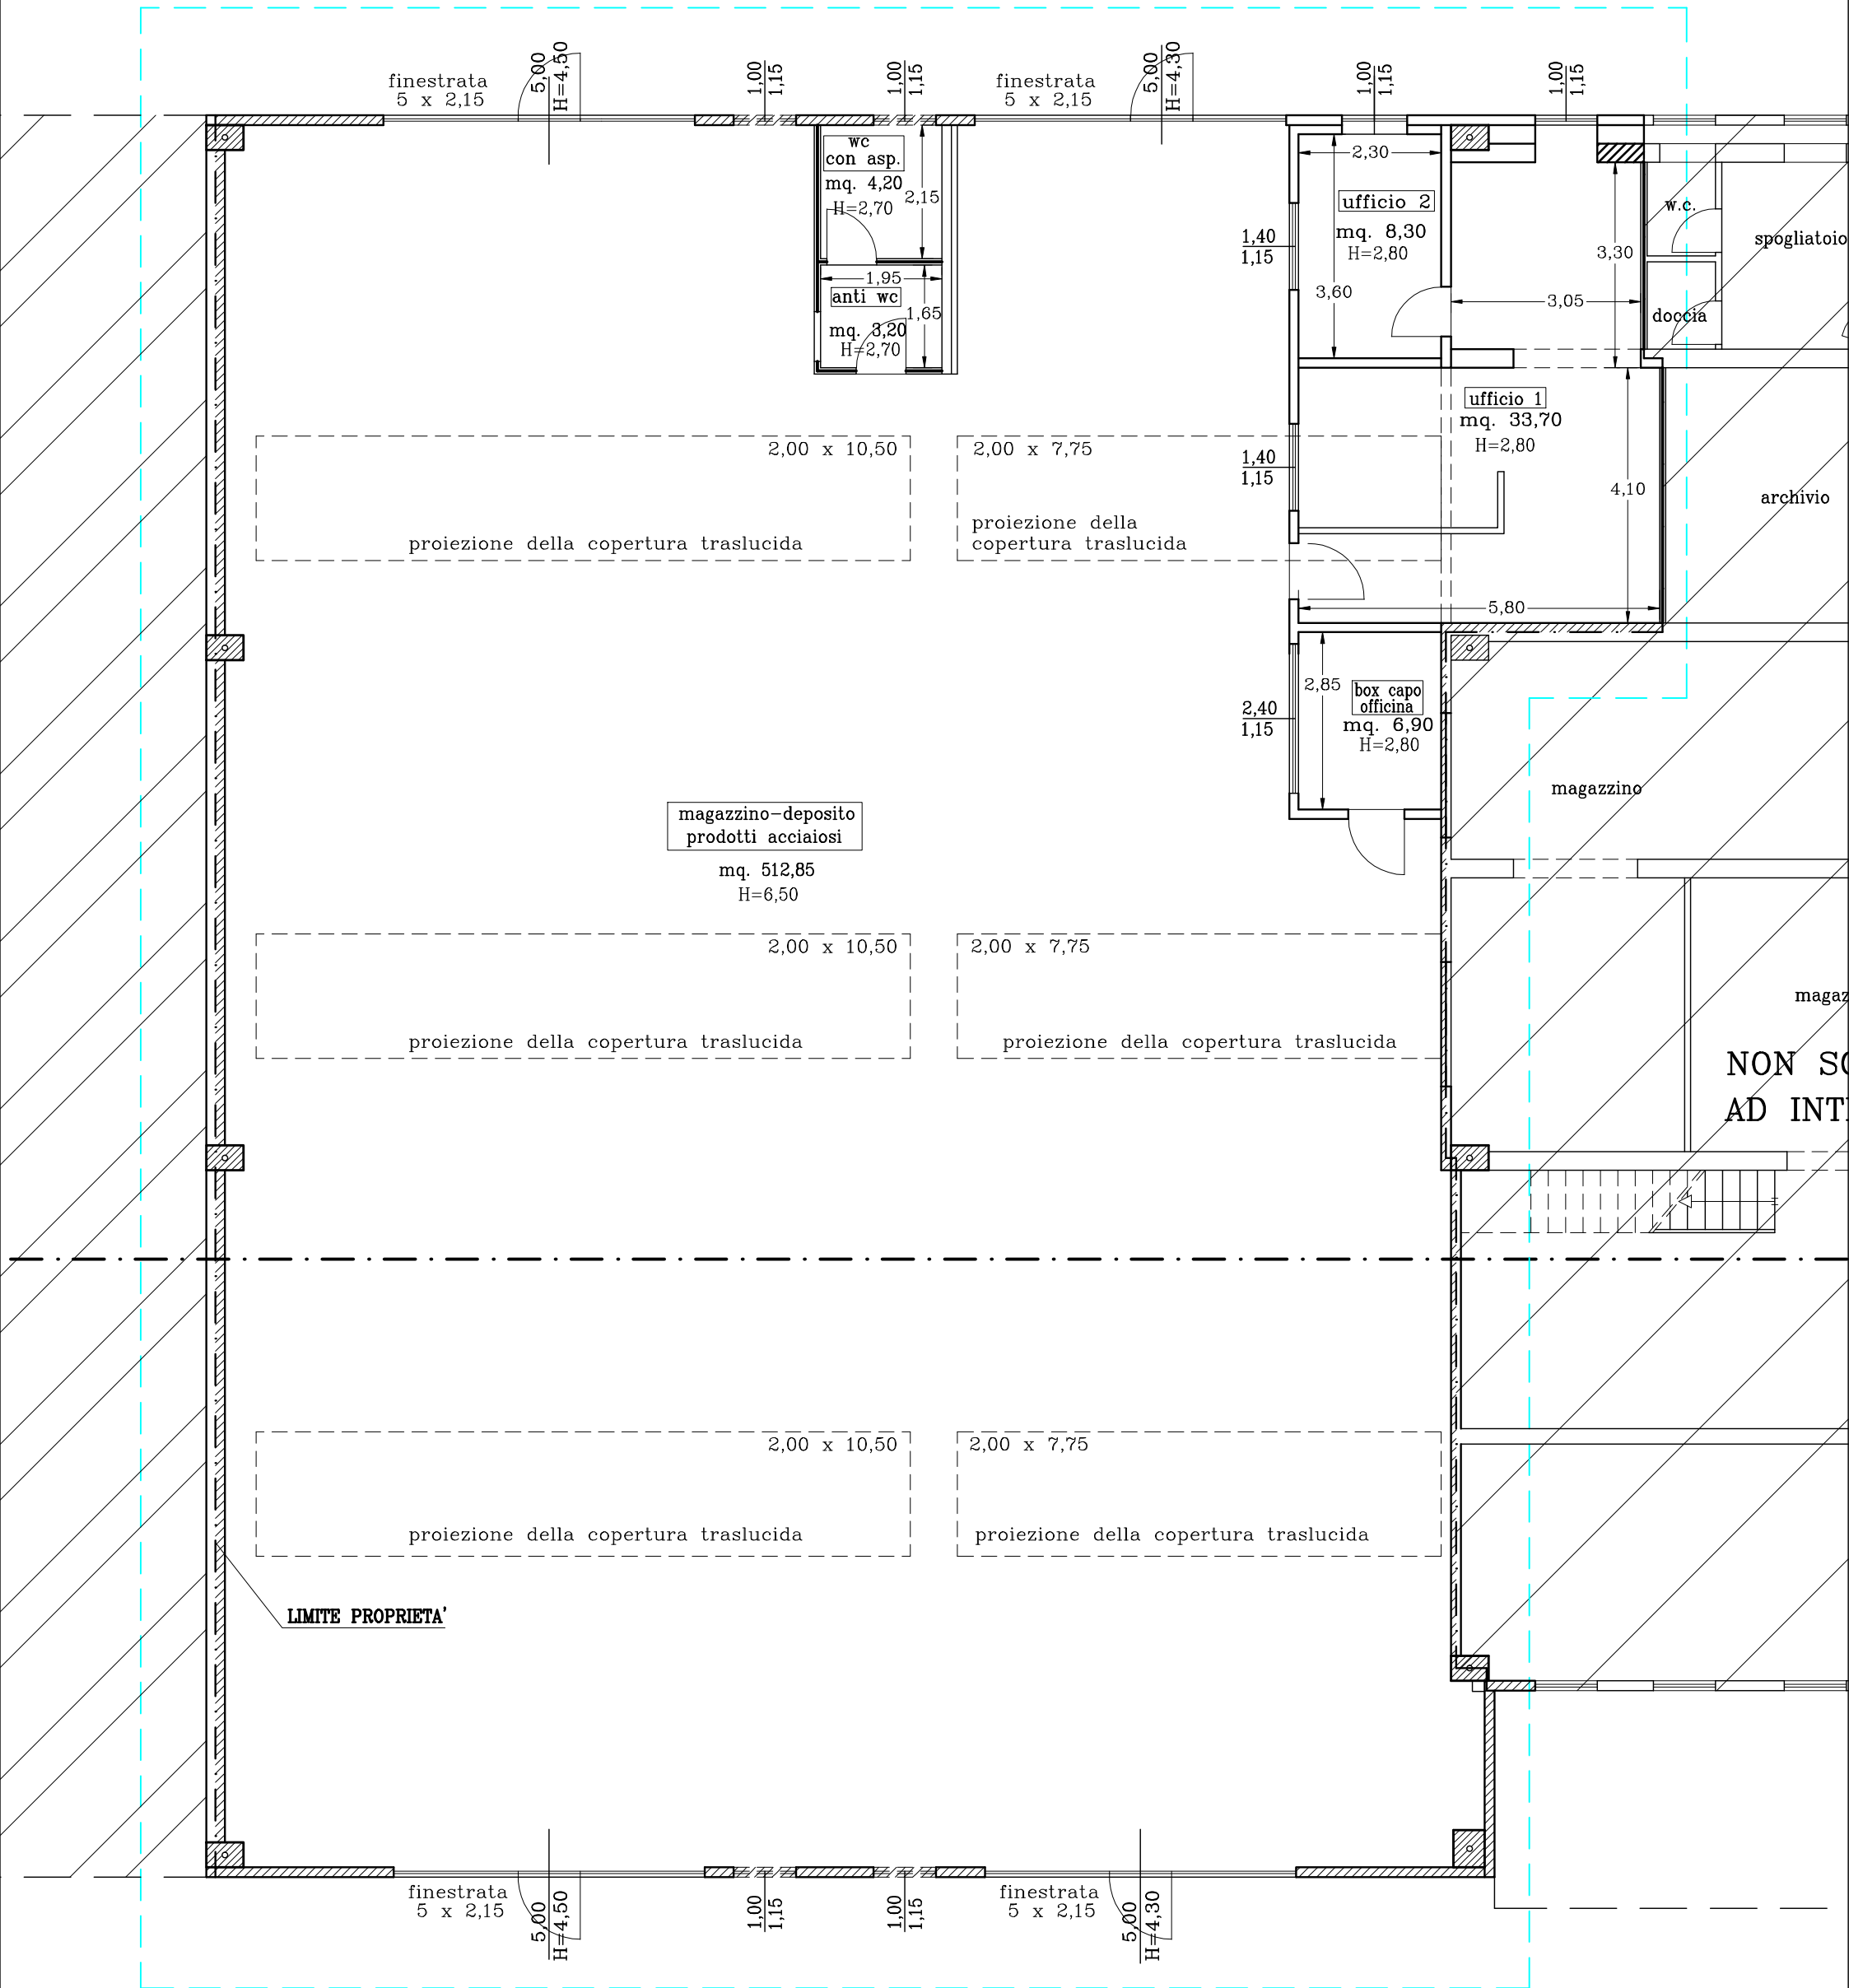 finestrata
5 x 2,15
5,00
H=4,50
1,00
1,15
1,00
1,15
finestrata
5 x 2,15
5,00
H=4,30
1,00
1,15
1,00
1,15
wc
con asp.
mq. 4,20
H=2,70
2,15
1,95
anti wc
1,65
mq. 3,20
H=2,70
2,30
ufficio 2
mq. 8,30
H=2,80
3,60
1,40
1,15
3,30
3,05
w.c.
spogliatoio
doccia
ufficio 1
mq. 33,70
H=2,80
1,40
1,15
4,10
archivio
5,80
2,00 x 10,50
proiezione della copertura traslucida
2,00 x 7,75
proiezione della
copertura traslucida
2,85
box capo
officina
mq. 6,90
H=2,80
2,40
1,15
magazzino
magazzino-deposito
prodotti acciaiosi
mq. 512,85
H=6,50
2,00 x 10,50
proiezione della copertura traslucida
2,00 x 7,75
proiezione della copertura traslucida
magaz
NON SO
AD INT
2,00 x 10,50
proiezione della copertura traslucida
2,00 x 7,75
proiezione della copertura traslucida
LIMITE PROPRIETA'
finestrata
5 x 2,15
5,00
H=4,50
1,00
1,15
1,00
1,15
finestrata
5 x 2,15
5,00
H=4,30